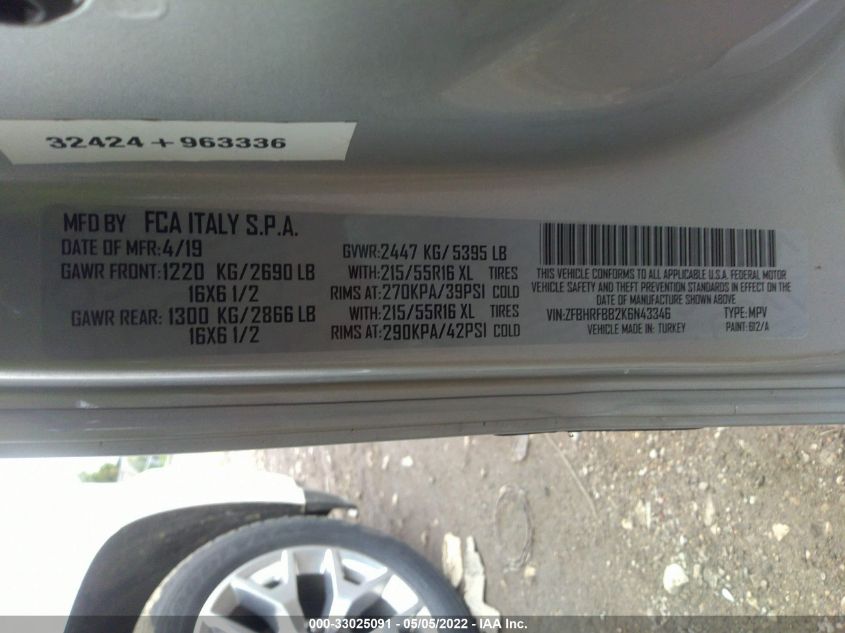 32424+963336
MFD BY FCA ITALY S.P.A.
DATE OF MFR:4/19 GVWR:2447 KG/5395 LB
GAWR FRONT:1220 KG/2690 LB WITH:215/55R16 XL TIRES
16X6 1/2 RIMS AT:270KPA/39PSI COLD
GAWR REAR: 1300 KG/2866 LB WITH:215/55R16 XL TIRES
16X6 1/2 RIMS AT:290KPA/42PSI COLD
THIS VEHICLE CONFORMS TO ALL APPLICABLE U.S.A. FEDERAL MOTOR
VEHICLE SAFETY AND THEFT PREVENTION STANDARDS IN EFFECT ON THE
DATE OF MANUFACTURE SHOWN ABOVE.
VIN:ZFBHRFBB2K6N43346 TYPE: MPV
VEHICLE MADE IN: TURKEY PAINT: 612/A
000-33025091 - 05/05/2022 - IAA Inc.